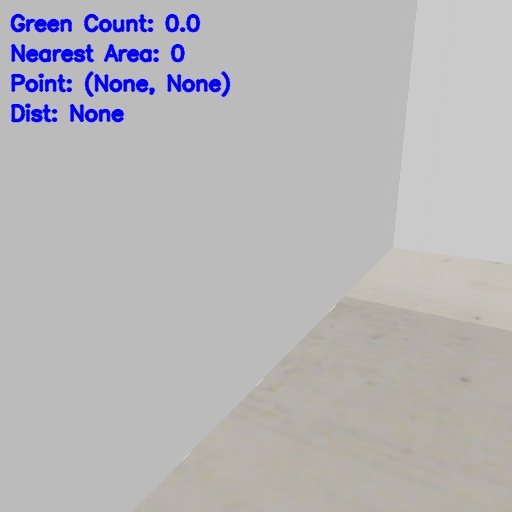 Green Count: 0.0
Nearest Area: 0
Point: (None, None)
Dist: None